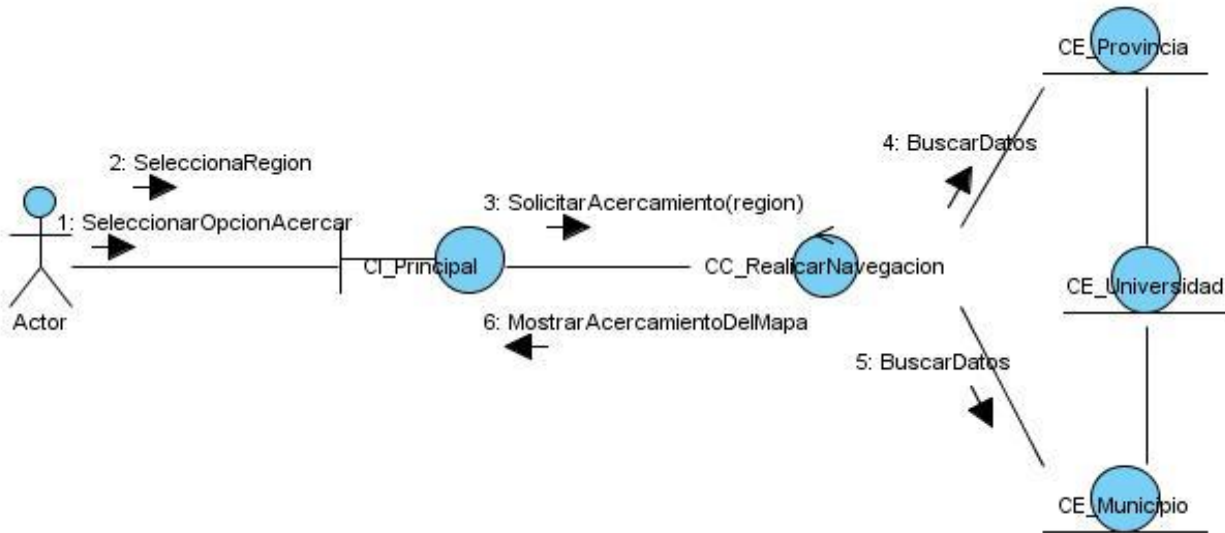 CE_Provincia
4: BuscarDatos
2: SeleccionaRegion
3: SolicitarAcercamiento(region)
1: SeleccionarOpcionAcercar
CI_Principal
CC_RealicarNavegacion
CE_Universidad
Actor
6: MostrarAcercamientoDelMapa
5: BuscarDatos
CE_Municipio